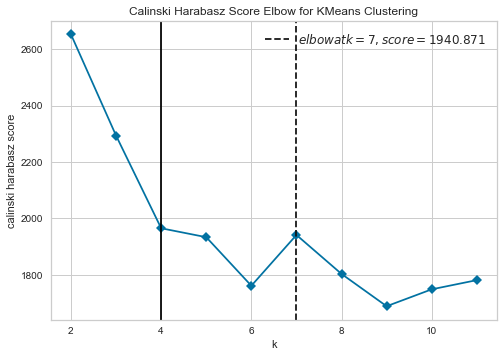 Calinski Harabasz Score Elbow for KMeans Clustering
elbowatk = 7, score = 1940.871
2600
2400
2200
2000
1800
calinski harabasz score
2 4 6 8 10
k